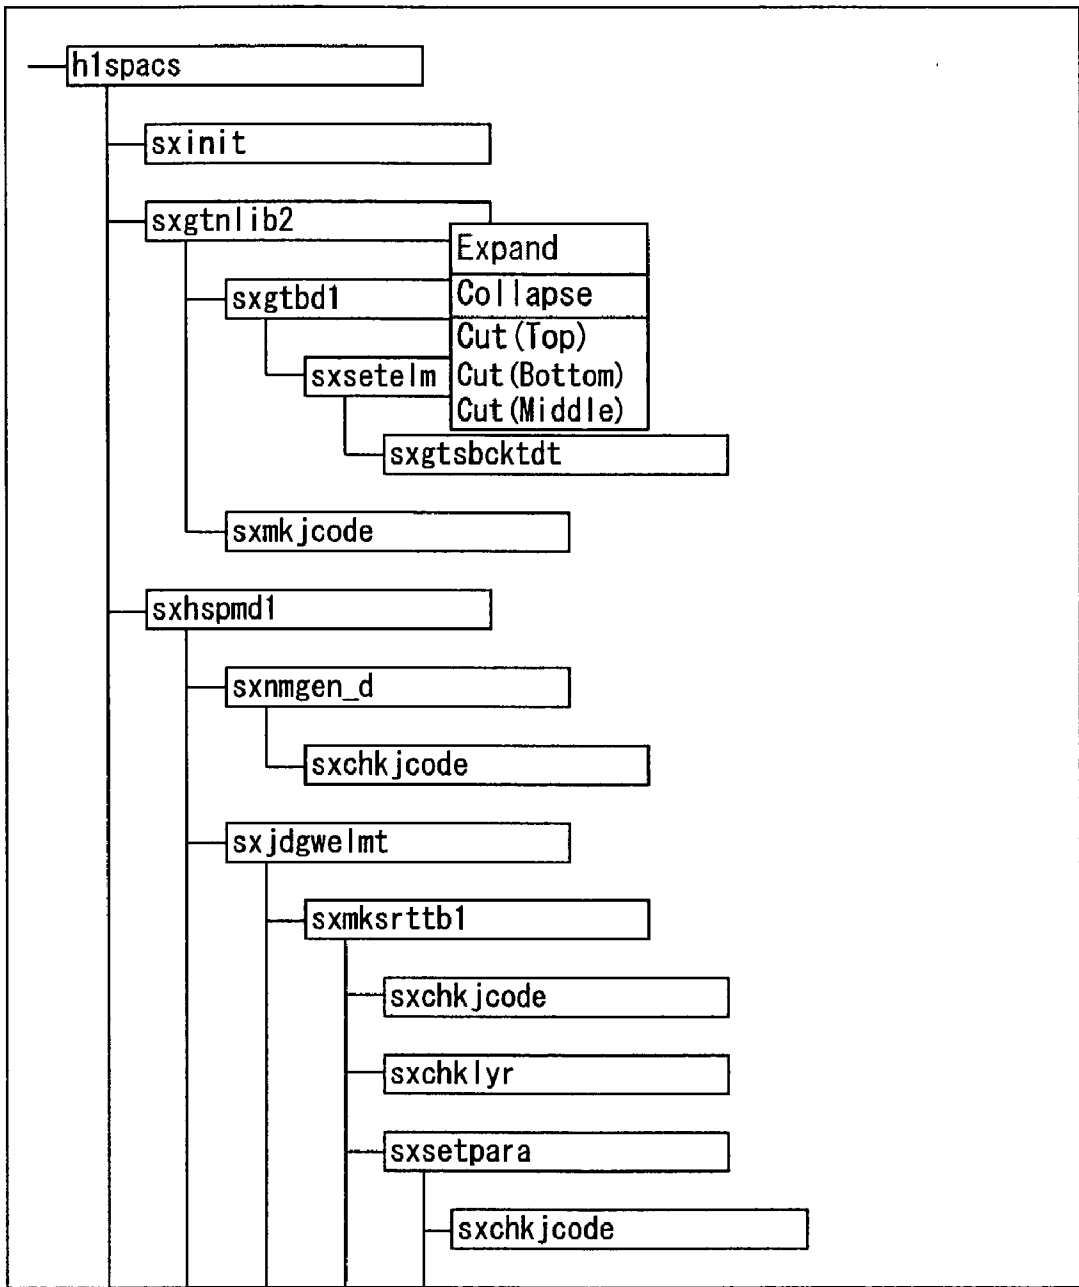 h1spacs
sxinit
sxgtnlib2
Expand
sxgtbd1
Collapse
Cut(Top)
sxsetelm
Cut(Bottom)
Cut(Middle)
sxgtsbcktdt
sxmkjcode
sxhspmd1
sxnmgen_d
sxchkjcode
sxjdgwelmt
sxmksrttb1
sxchkjcode
sxchklyr
sxsetpara
sxchkjcode